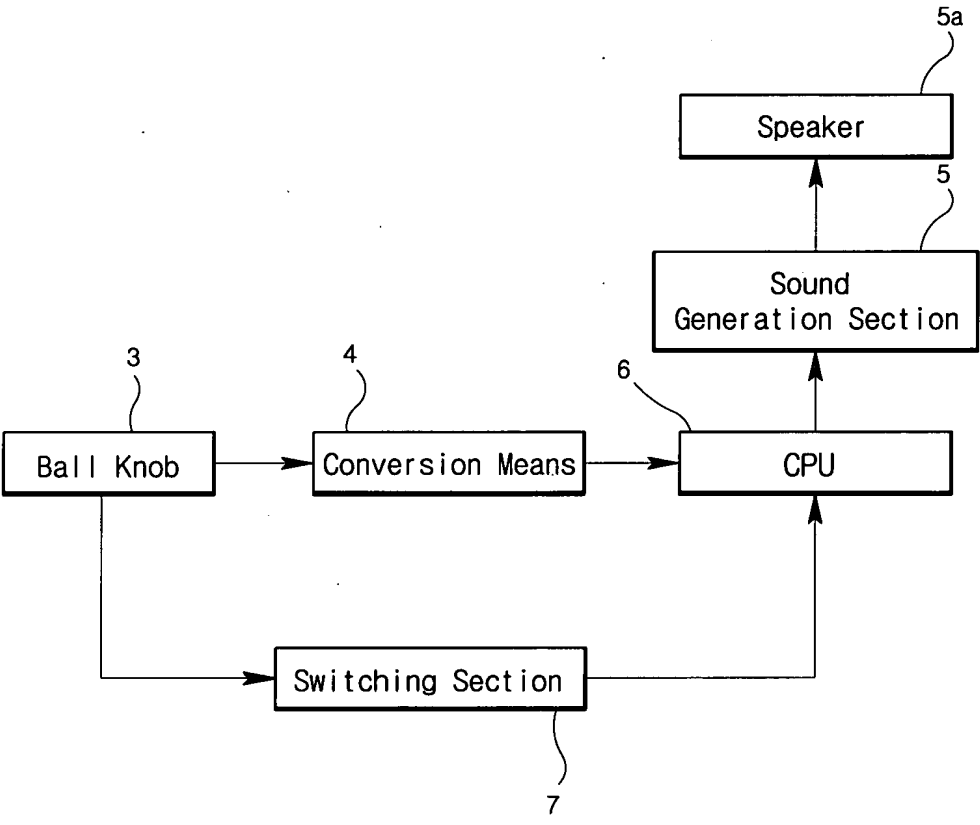 5a
Speaker
5
Sound
Generation Section
3
4
6
Ball Knob
Conversion Means
CPU
Switching Section
7